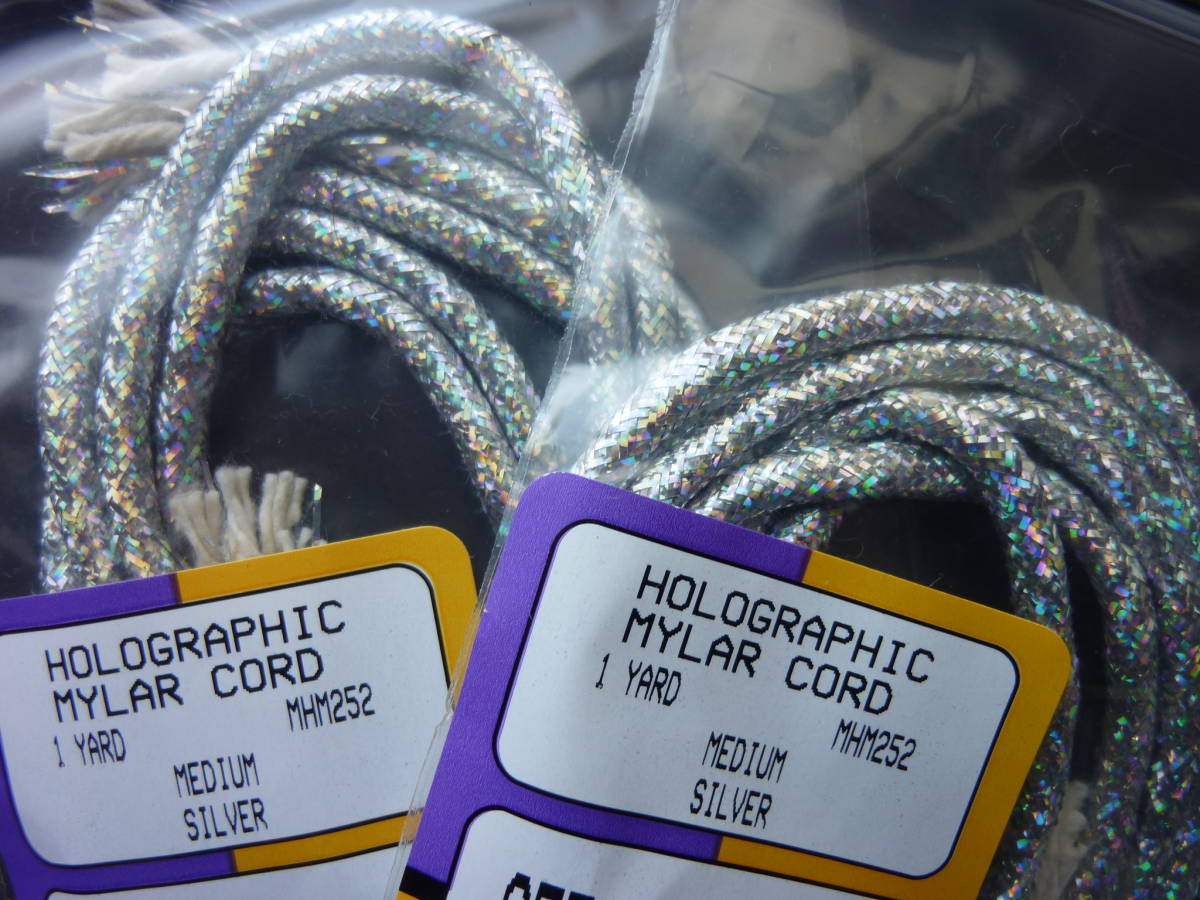 HOLOGRAPHIC
MYLAR CORD
1 YARD
MHM252
MEDIUM
SILVER
HOLOGRAPHIC
MYLAR CORD
1 YARD
MHM252
MEDIUM
SILVER